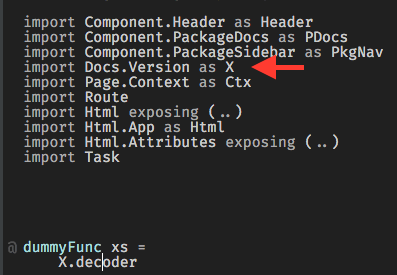 import Component.Header as Header
import Component.PackageDocs as PDocs
import Component.PackageSidebar as PkgNav
import Docs.Version as X
import Page.Context as Ctx
import Route
import Html exposing (..)
import Html.App as Html
import Html.Attributes exposing (..)
import Task
@ dummyFunc xs =
X.decoder